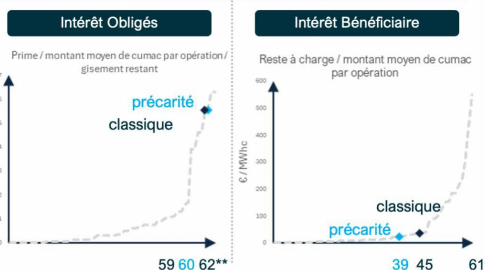 Intérêt Obligés
Prime / montant moyen de cumac par opération/
gisement restant
précarité
classique
59 60 62**
Intérêt Bénéficiaire
Reste à charge / montant moyen de cumac
par opération
600
500
400
300
200
100
0
€ / MWhc
classique
précarité
39 45 61